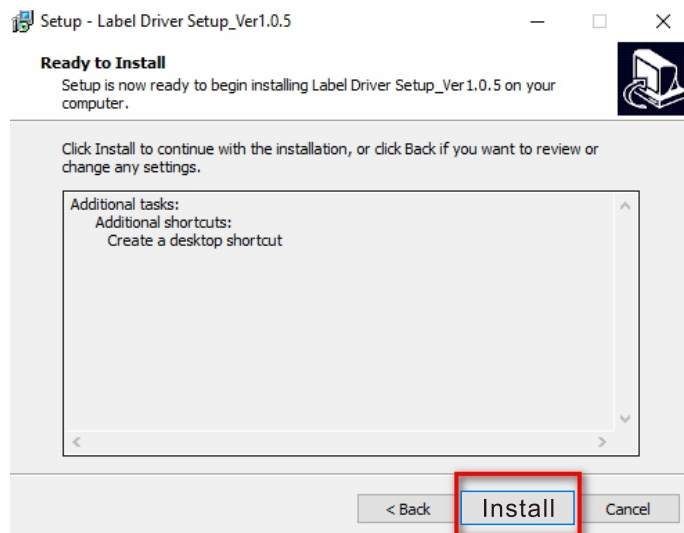 Setup - Label Driver Setup_Ver1.0.5
Ready to Install
Setup is now ready to begin installing Label Driver Setup_Ver1.0.5 on your
computer.
Click Install to continue with the installation, or click Back if you want to review or
change any settings.
Additional tasks:
Additional shortcuts:
Create a desktop shortcut
< Back Install Cancel